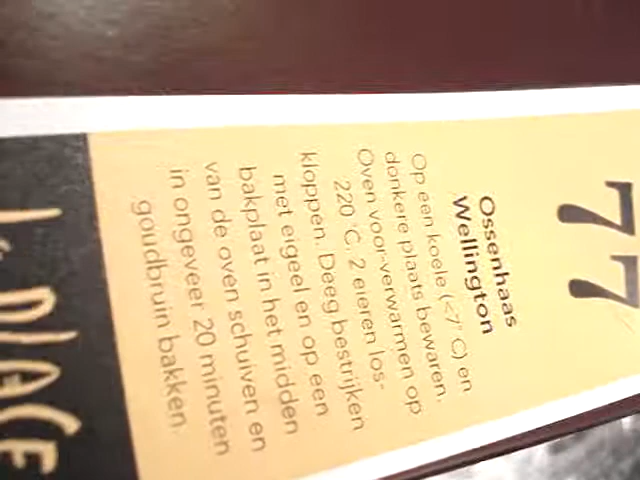 77
Ossenhaas
Wellington
Op een koele (<7° C) en
donkere plaats bewaren.
Oven voor-verwarmen op
220 °C. 2 eieren los-
kloppen. Deeg bestrijken
met eigeel en op een
bakplaat in het midden
van de oven schuiven en
in ongeveer 20 minuten
goudbruin bakken.
PLACE